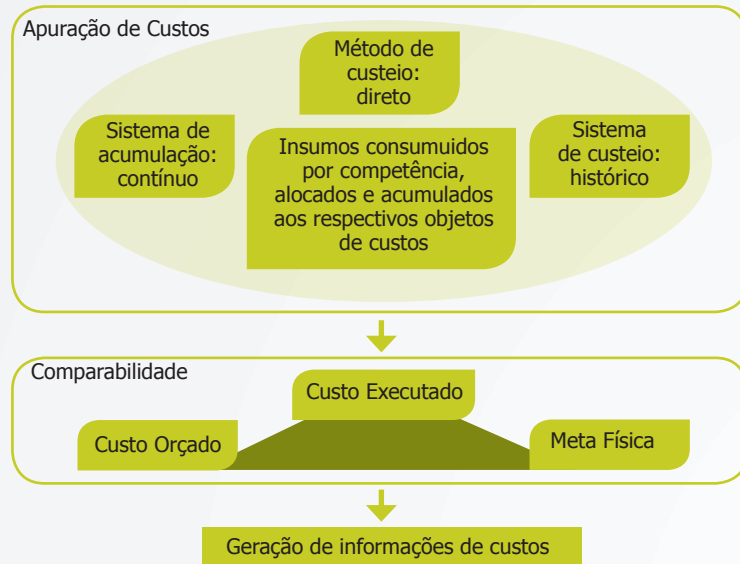 Apuração de Custos
Método de
custeio:
direto
Sistema de
acumulação:
contínuo
Insumos consumuidos
por competência,
alocados e acumulados
aos respectivos objetos
de custos
Sistema
de custeio:
histórico
Comparabilidade
Custo Executado
Custo Orçado
Meta Física
Geração de informações de custos